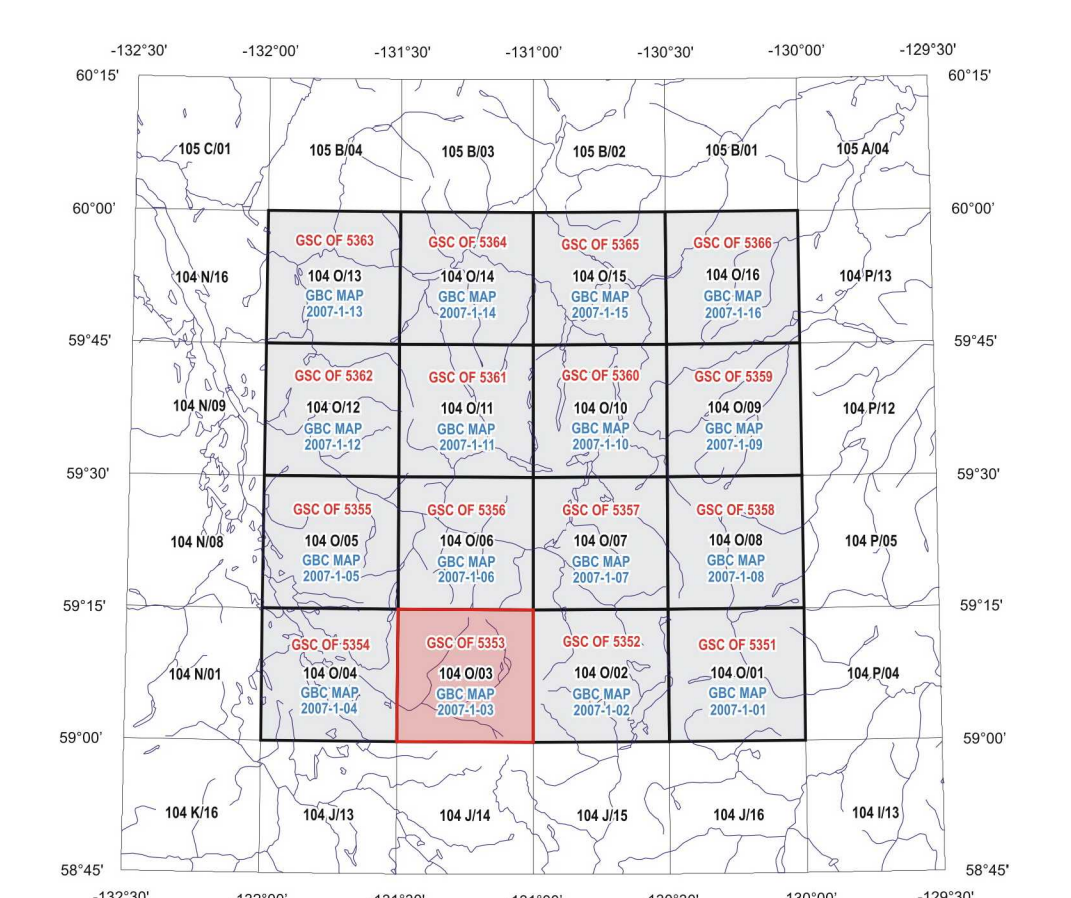 -132°30' -132°00' -131°5' -131°00' -130°50' -130°00' -129°30'
60°15' 60°15'
105 C/01 105 B/04 105 B/03 105 B/02 105 B/01 105 A/04
60°00' 60°00'
GSC OF 5363 GSC OF 5364 GSC OF 5365 GSC OF 5366
104 N/16 104 O/13 104 O/14 104 O/15 104 O/16 104 P/13
GBC MAP GBC MAP GBC MAP GBC MAP
2007-1-13 2007-1-14 2007-1-15 2007-1-16
59°45' 59°45'
GSC OF 5362 GSC OF 5361 GSC OF 5360 GSC OF 5359
104 N/09 104 O/12 104 O/11 104 O/10 104 O/09 104 P/12
GBC MAP GBC MAP GBC MAP GBC MAP
2007-1-12 2007-1-11 2007-1-10 2007-1-09
59°30' 59°30'
GSC OF 5355 GSC OF 5356 GSC OF 5357 GSC OF 5358
104 N/08 104 O/05 104 O/06 104 O/07 104 O/08 104 P/05
GBC MAP GBC MAP GBC MAP GBC MAP
2007-1-05 2007-1-06 2007-1-07 2007-1-08
59°15' 59°15'
GSC OF 5354 GSC OF 5353 GSC OF 5352 GSC OF 5351
104 N/01 104 O/04 104 O/03 104 O/02 104 O/01 104 P/04
GBC MAP GBC MAP GBC MAP GBC MAP
2007-1-04 2007-1-03 2007-1-02 2007-1-01
59°00' 59°00'
104 K/16 104 J/13 104 J/14 104 J/15 104 J/16 104 I/13
58°45' 58°45'